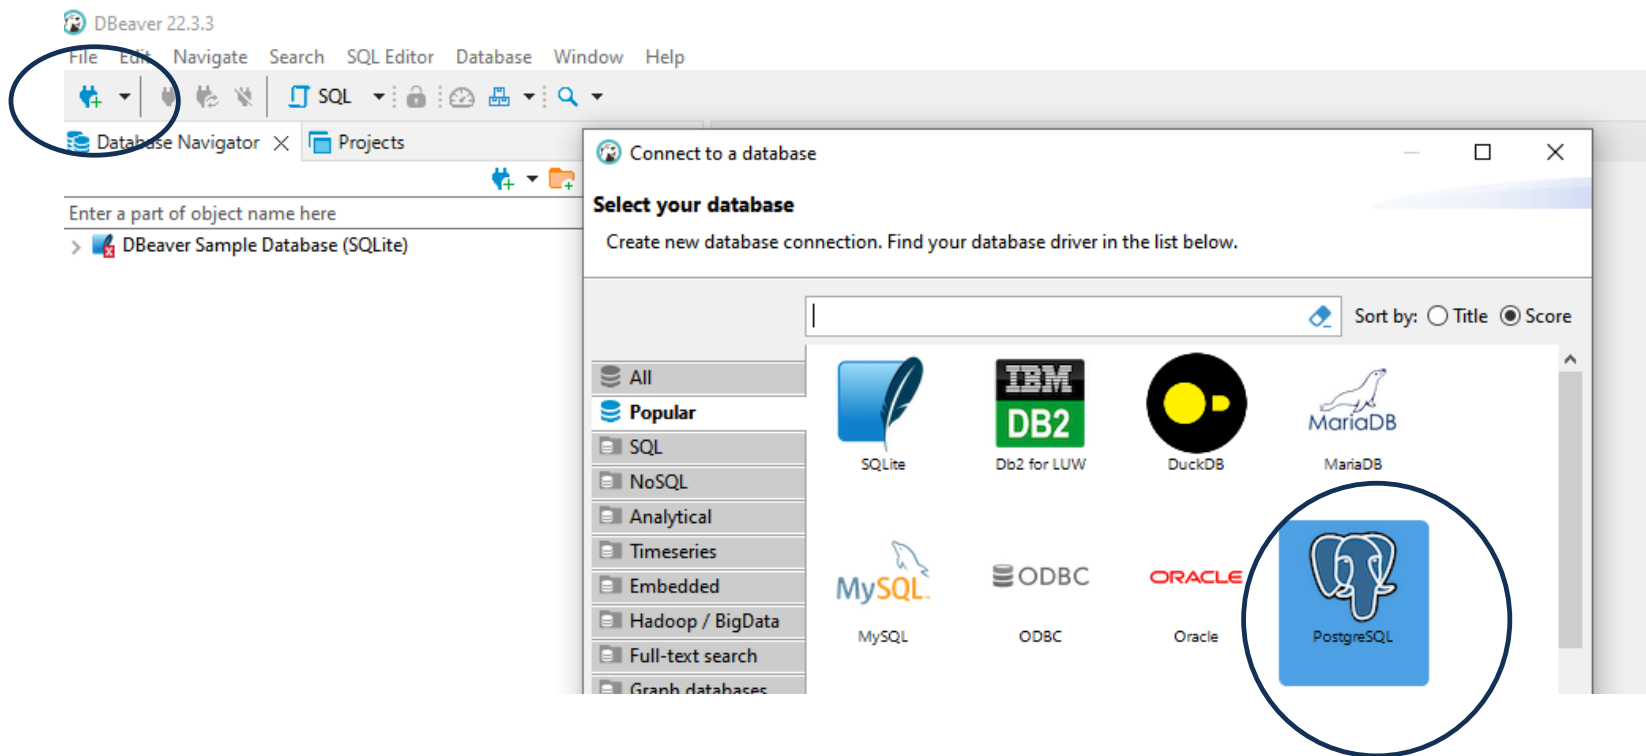 DBeaver 22.3.3
File Edit Navigate Search SQL Editor Database Window Help
SQL
Database Navigator Projects
Enter a part of object name here
DBeaver Sample Database (SQLite)
Connect to a database
Select your database
Create new database connection. Find your database driver in the list below.
Sort by: Title Score
All
Popular
SQL
NoSQL
Analytical
Timeseries
Embedded
Hadoop / BigData
Full-text search
Graph databases
IBM
DB2
MariaDB
SQLite Db2 for LUW DuckDB MariaDB
MySQL ODBC ORACLE
MySQL ODBC Oracle PostgreSQL